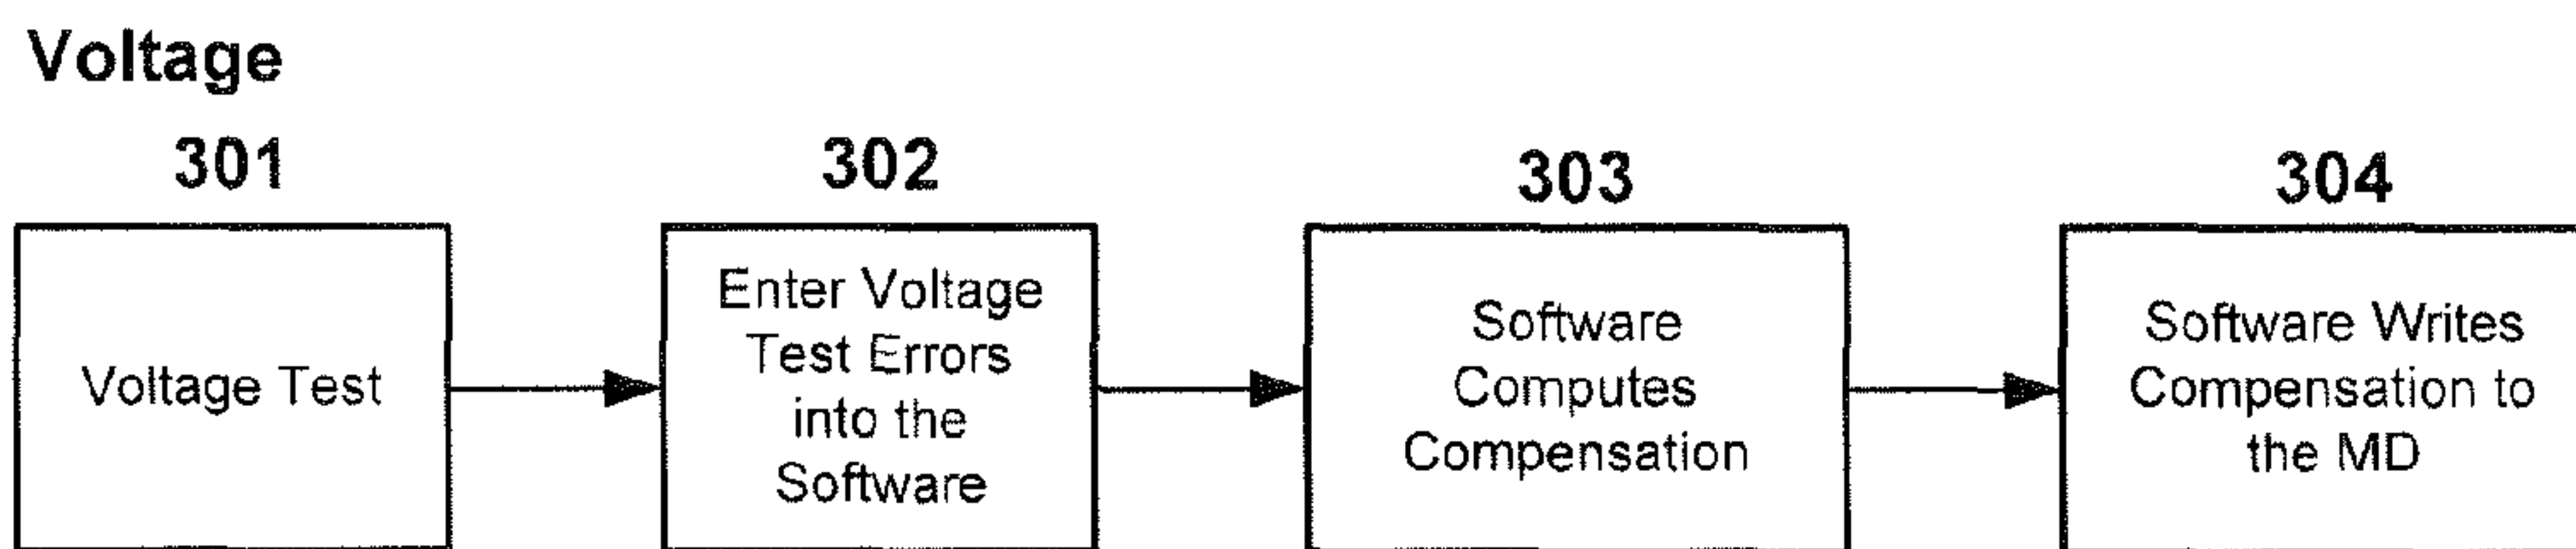 Voltage
301
302
303
304
Voltage Test
Enter Voltage
Test Errors
into the
Software
Software
Computes
Compensation
Software Writes
Compensation to
the MD